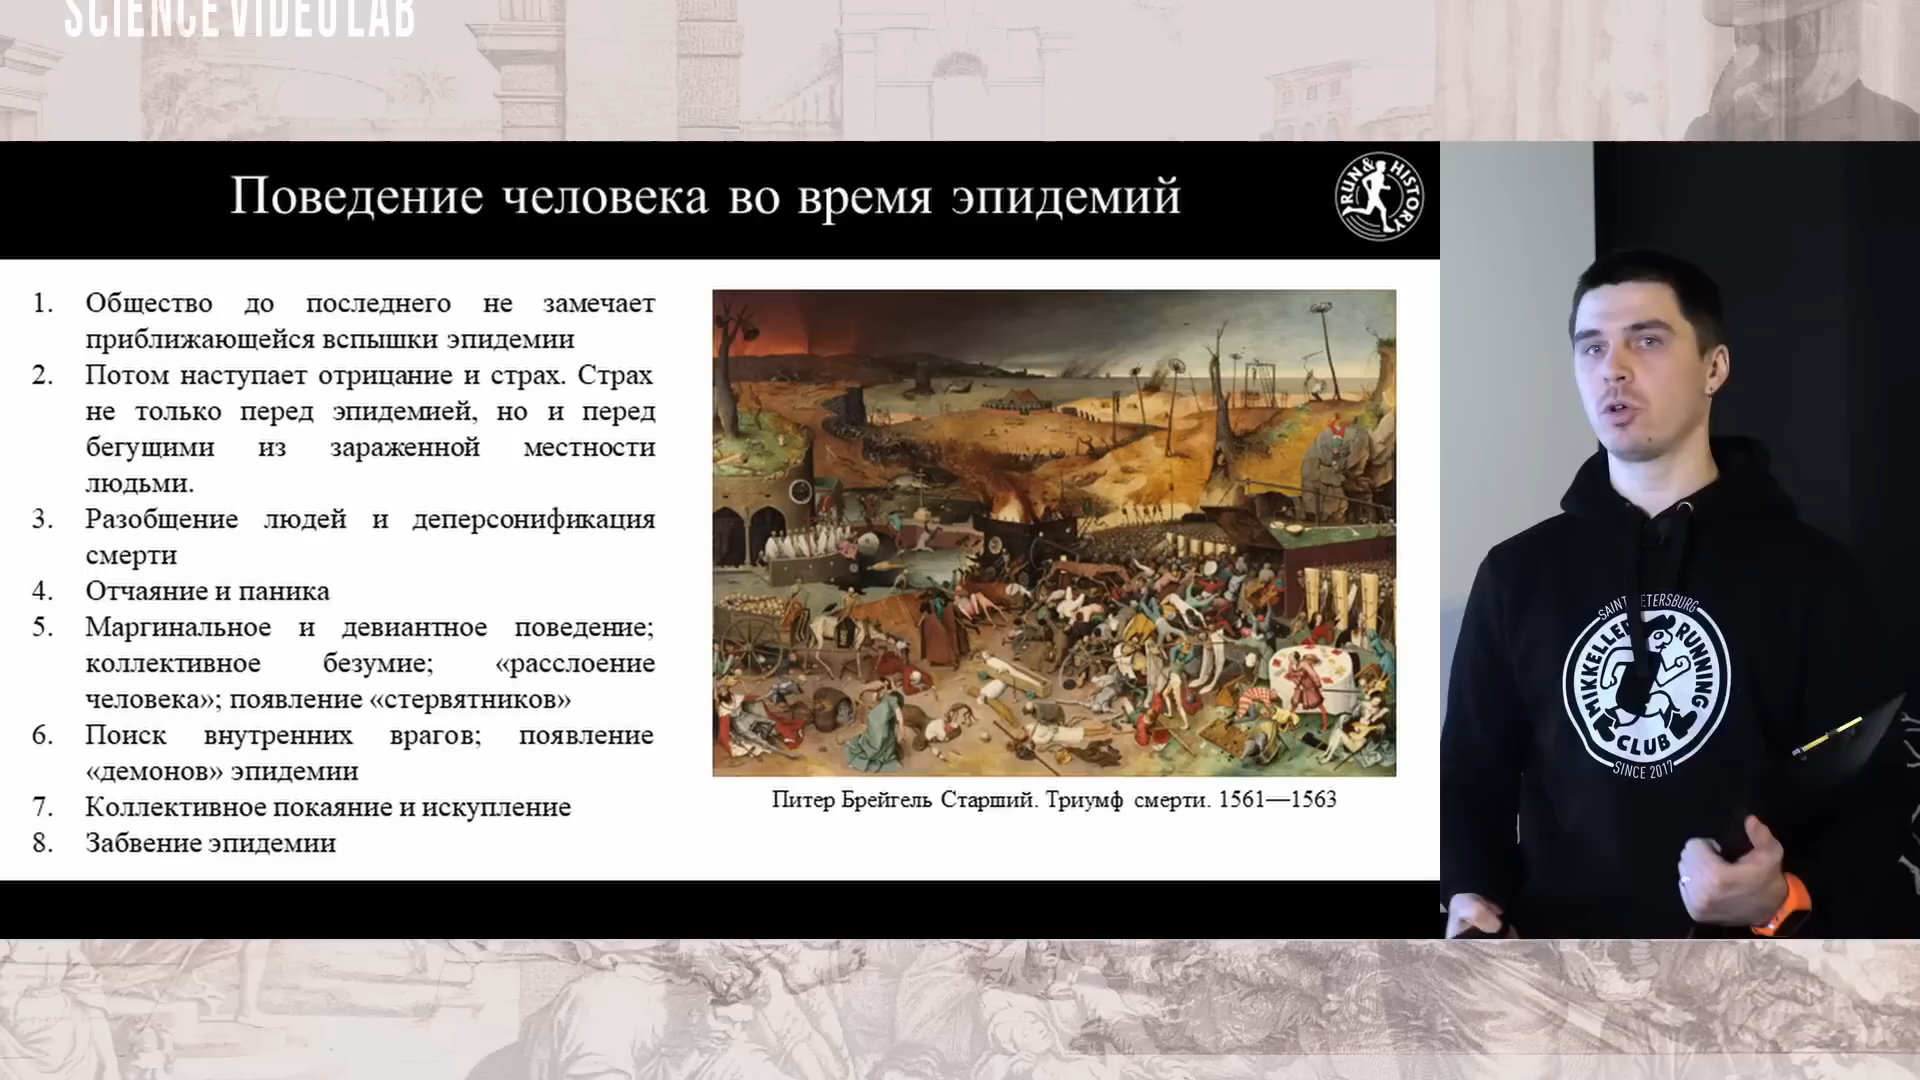 SCIENCE VIDEO LAB
Поведение человека во время эпидемий
RUN & HISTORY
1. Общество до последнего не замечает
приближающейся вспышки эпидемии
2. Потом наступает отрицание и страх. Страх
не только перед эпидемией, но и перед
бегущими из зараженной местности
людьми.
3. Разобщение людей и деперсонификация
смерти
4. Отчаяние и паника
5. Маргинальное и девиантное поведение;
коллективное безумие; «расслоение
человека»; появление «стервятников»
6. Поиск внутренних врагов; появление
«демонов» эпидемии
7. Коллективное покаяние и искупление
8. Забвение эпидемии
Питер Брейгель Старший. Триумф смерти. 1561—1563
SAINT PETERSBURG
MIKKELLER RUNNING
CLUB
SINCE 2017